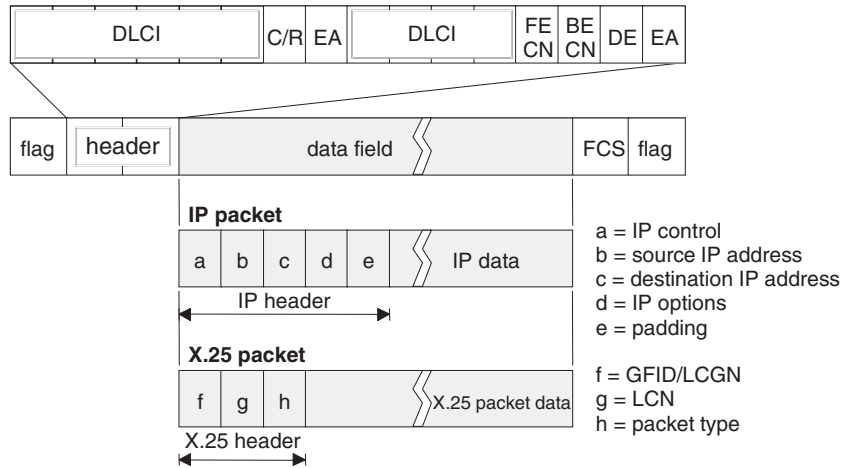 DLCI C/R EA DLCI FE CN BE CN DE EA
flag header data field FCS flag
IP packet
a b c d e IP data
IP header
a = IP control
b = source IP address
c = destination IP address
d = IP options
e = padding
X.25 packet
f g h X.25 packet data
X.25 header
f = GFID/LCGN
g = LCN
h = packet type